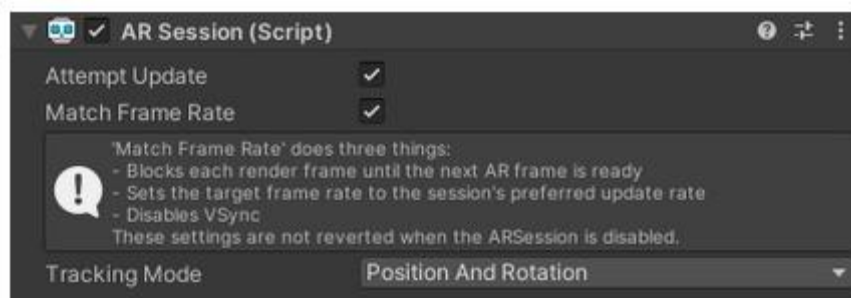 AR Session (Script)
Attempt Update
Match Frame Rate
'Match Frame Rate' does three things:
- Blocks each render frame until the next AR frame is ready
- Sets the target frame rate to the session's preferred update rate
- Disables VSync
These settings are not reverted when the ARSession is disabled.
Tracking Mode Position And Rotation